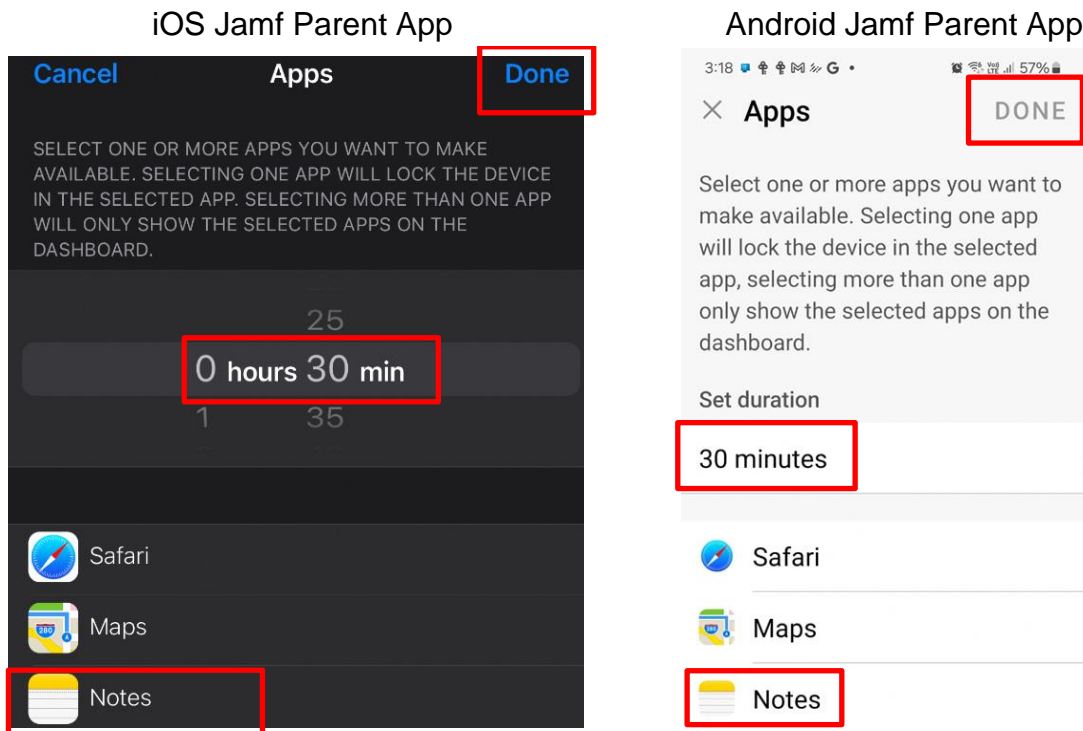 iOS Jamf Parent App
Cancel
Apps
Done
SELECT ONE OR MORE APPS YOU WANT TO MAKE
AVAILABLE. SELECTING ONE APP WILL LOCK THE DEVICE
IN THE SELECTED APP. SELECTING MORE THAN ONE APP
WILL ONLY SHOW THE SELECTED APPS ON THE
DASHBOARD.
25
0 hours 30 min
1 35
Safari
280
Maps
Notes
Android Jamf Parent App
3:18 G • 57%
Apps
DONE
Select one or more apps you want to
make available. Selecting one app
will lock the device in the selected
app, selecting more than one app
only show the selected apps on the
dashboard.
Set duration
30 minutes
Safari
Maps
Notes